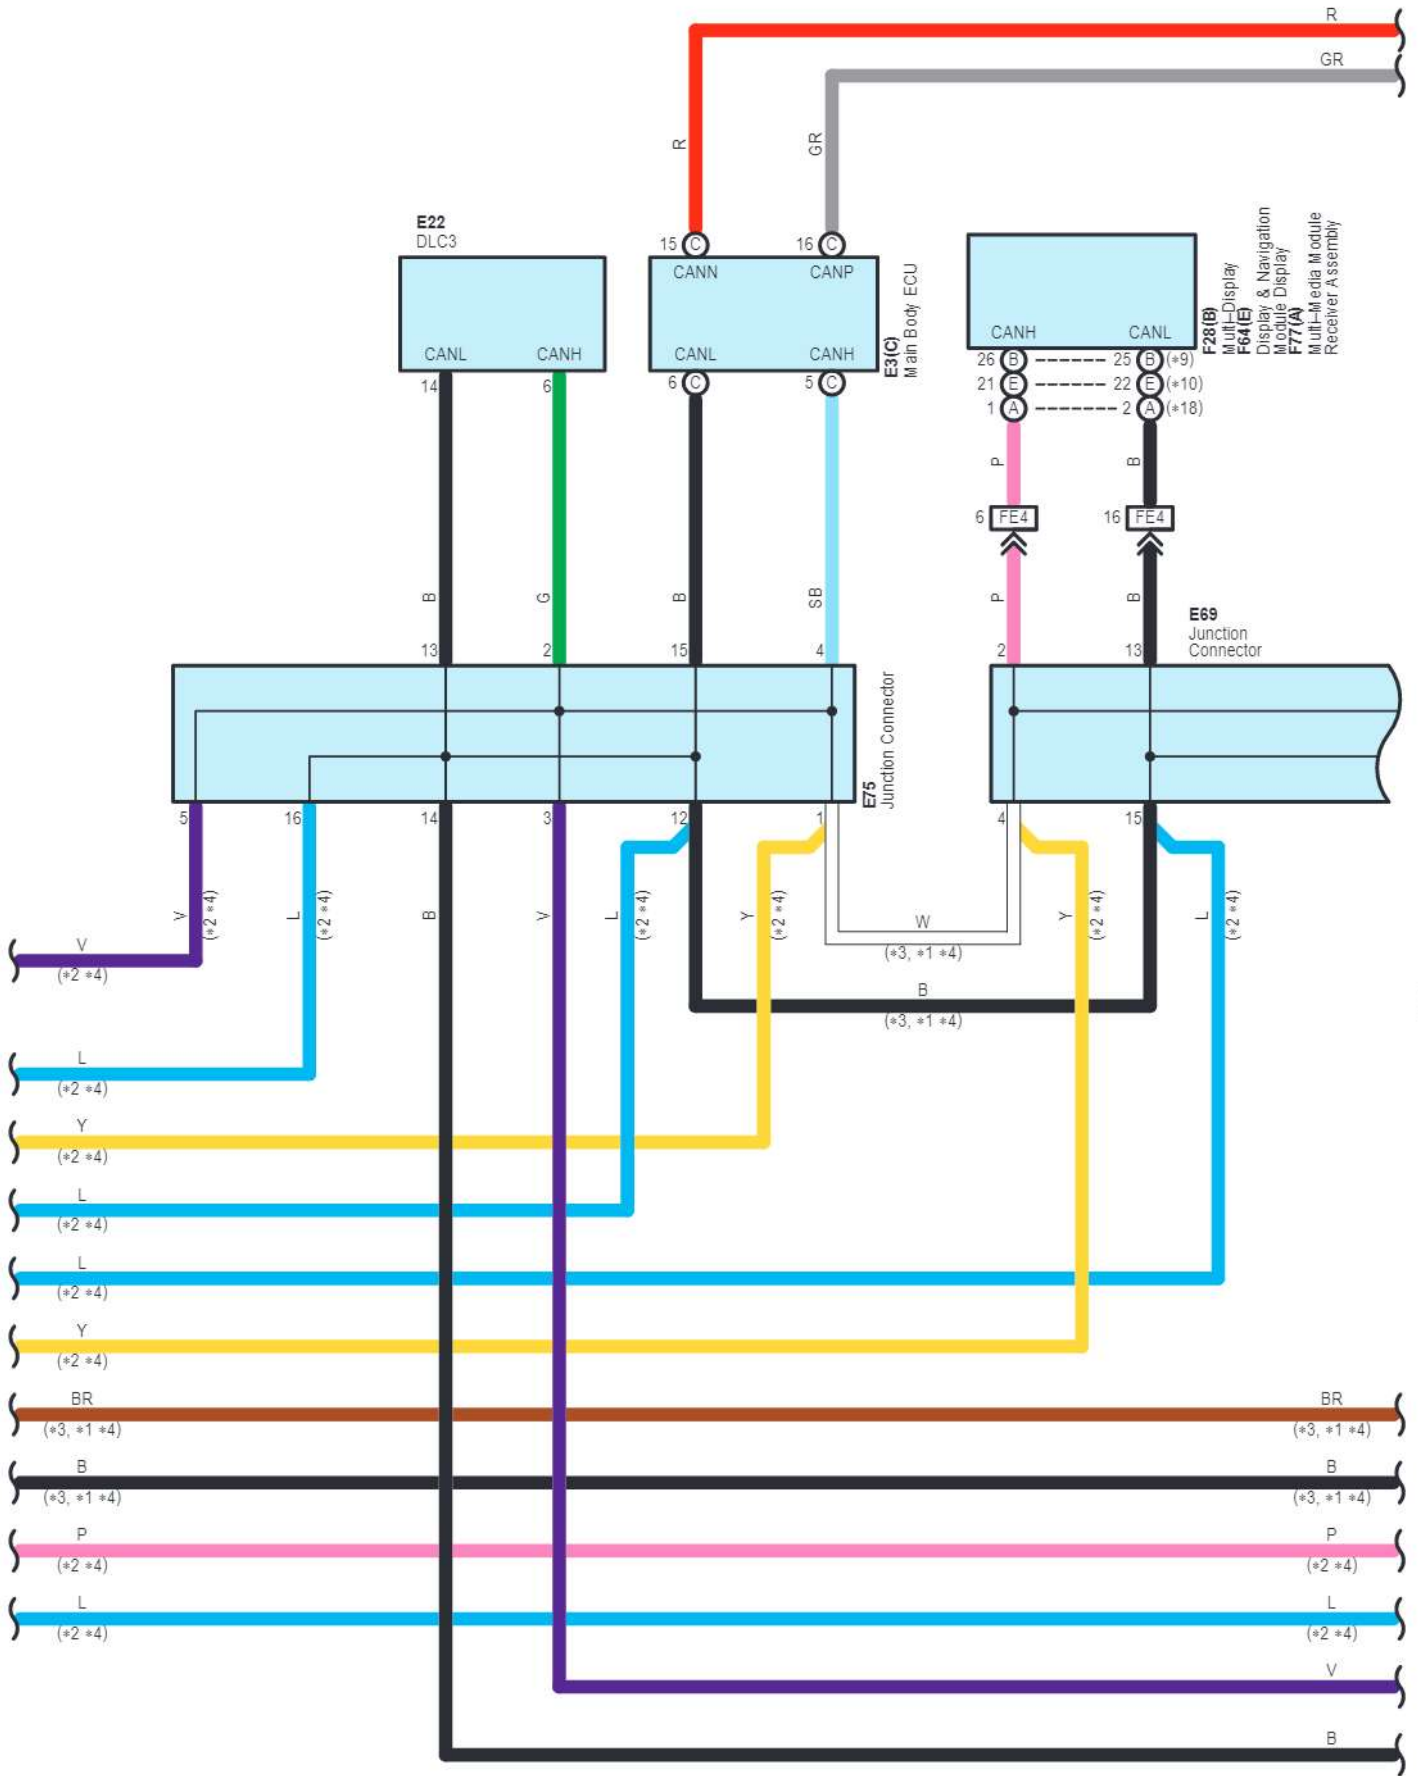 R
GR
R
GR
E22
DLC3
15 C
16 C
CANN
CANP
CANL
CANH
CANL
CANH
E3(C)
Main Body ECU
14
6
6 C
5 C
CANH
CANL
F28(B)
Multi-Display
F64(E)
Display & Navigation
Module Display
F77(A)
Multi-Media Module
Receiver Assembly
26 B
25 B (*9)
21 E
22 E (*10)
1 A
2 A (*18)
P
B
6 FE4
16 FE4
B
G
B
SB
P
B
E69
Junction
Connector
13
2
15
4
2
13
E75
Junction Connector
5
16
14
3
12
1
4
15
V
(*2 *4)
L
(*2 *4)
B
V
L
(*2 *4)
Y
(*2 *4)
W
(*3, *1 *4)
Y
(*2 *4)
L
(*2 *4)
V
(*2 *4)
B
(*3, *1 *4)
L
(*2 *4)
Y
(*2 *4)
L
(*2 *4)
L
(*2 *4)
Y
(*2 *4)
BR
(*3, *1 *4)
BR
(*3, *1 *4)
B
(*3, *1 *4)
B
(*3, *1 *4)
P
(*2 *4)
P
(*2 *4)
L
(*2 *4)
L
(*2 *4)
V
B